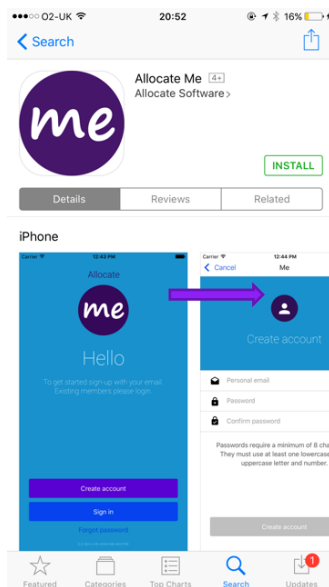 O2-UK 20:52 16%
Search
me
Allocate Me 4+
Allocate Software >
INSTALL
Details Reviews Related
iPhone
Carrier 12:43 PM
Allocate
me
Hello
To get started sign up with your email.
Existing members please login.
Create account
Sign in
Forgot password
Carrier 12:44 PM
Cancel Me
Create account
Personal email
Password
Confirm password
Passwords require a minimum of 8 cha
They must use at least one lowercase
uppercase letter and number.
Create account
1
Featured Categories Top Charts Search Updates